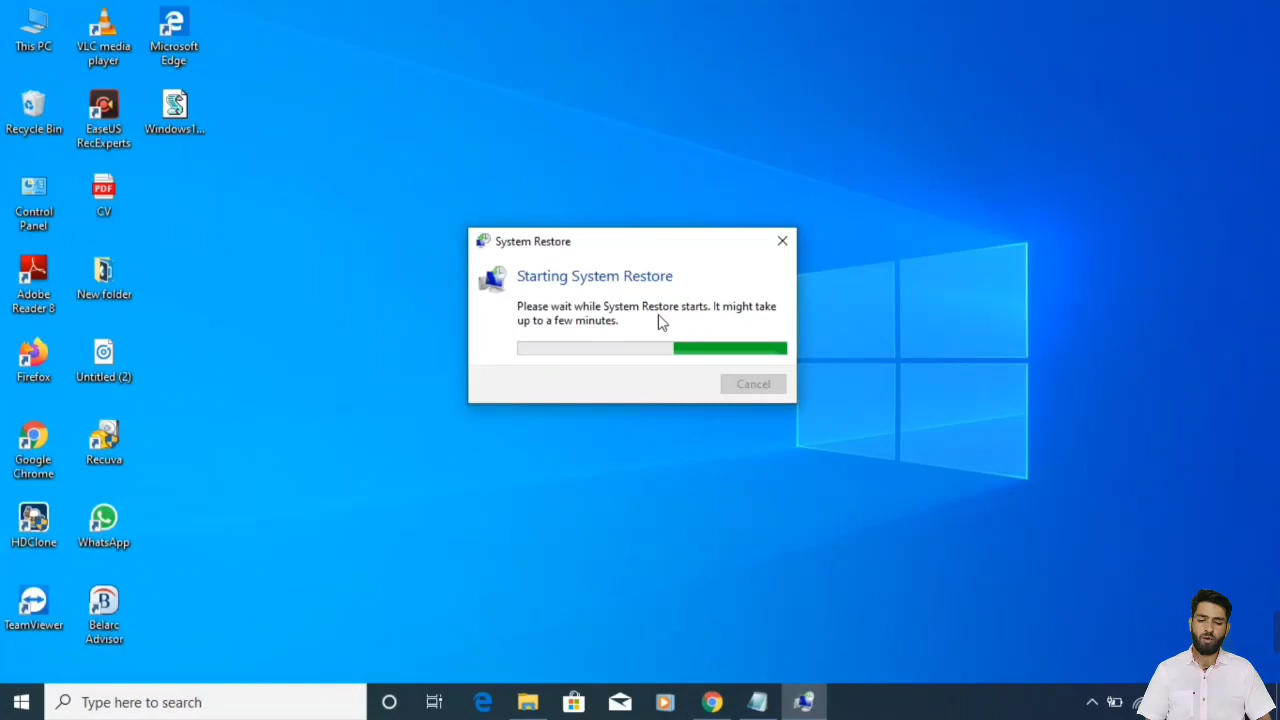 This PC
VLC media
player
Microsoft
Edge
Recycle Bin
EaseUS
RecExperts
Windows1...
Control
Panel
PDF
CV
Adobe
Reader 8
New folder
Firefox
Untitled (2)
Google
Chrome
Recuva
HDClone
WhatsApp
TeamViewer
Belarc
Advisor
System Restore
Starting System Restore
Please wait while System Restore starts. It might take
up to a few minutes.
Cancel
Type here to search